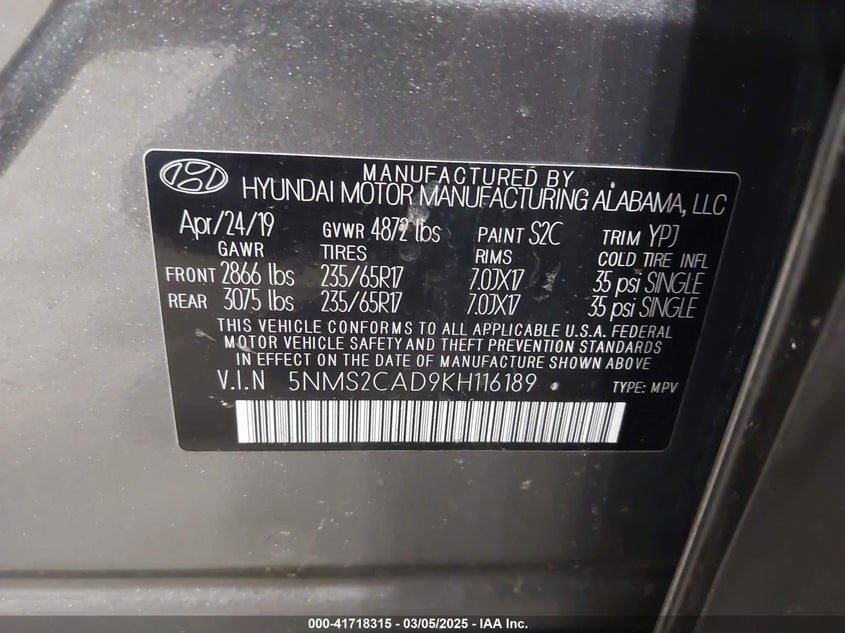 MANUFACTURED BY
HYUNDAI MOTOR MANUFACTURING ALABAMA, LLC
Apr/24/19 GVWR 4872 lbs PAINT S2C TRIM YPJ
GAWR TIRES RIMS COLD TIRE INFL
FRONT 2866 lbs 235/65R17 7.0JX17 35 psi SINGLE
REAR 3075 lbs 235/65R17 7.0JX17 35 psi SINGLE
THIS VEHICLE CONFORMS TO ALL APPLICABLE U.S.A. FEDERAL
MOTOR VEHICLE SAFETY AND THEFT PREVENTION STANDARDS
IN EFFECT ON THE DATE OF MANUFACTURE SHOWN ABOVE
V.I.N 5NMS2CAD9KH116189 TYPE: MPV
000-41718315 - 03/05/2025 - IAA Inc.